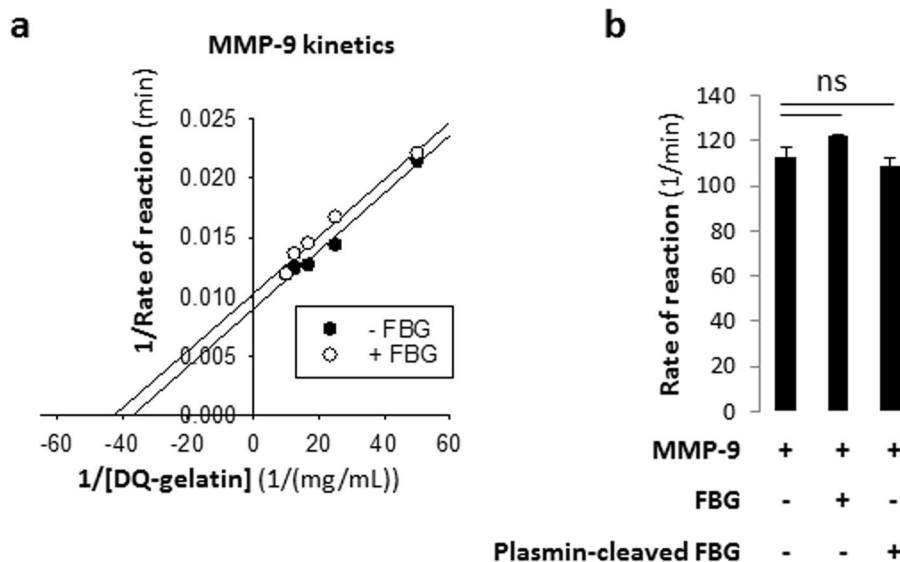 a
MMP-9 kinetics
1/Rate of reaction (min)
0.025
0.020
0.015
0.010
0.005
0.000
- FBG
+ FBG
-60 -40 -20 0 20 40 60
1/[DQ-gelatin] (1/(mg/mL))
b
ns
Rate of reaction (1/min)
140
120
100
80
60
40
20
0
MMP-9 + + +
FBG - + -
Plasmin-cleaved FBG - - +